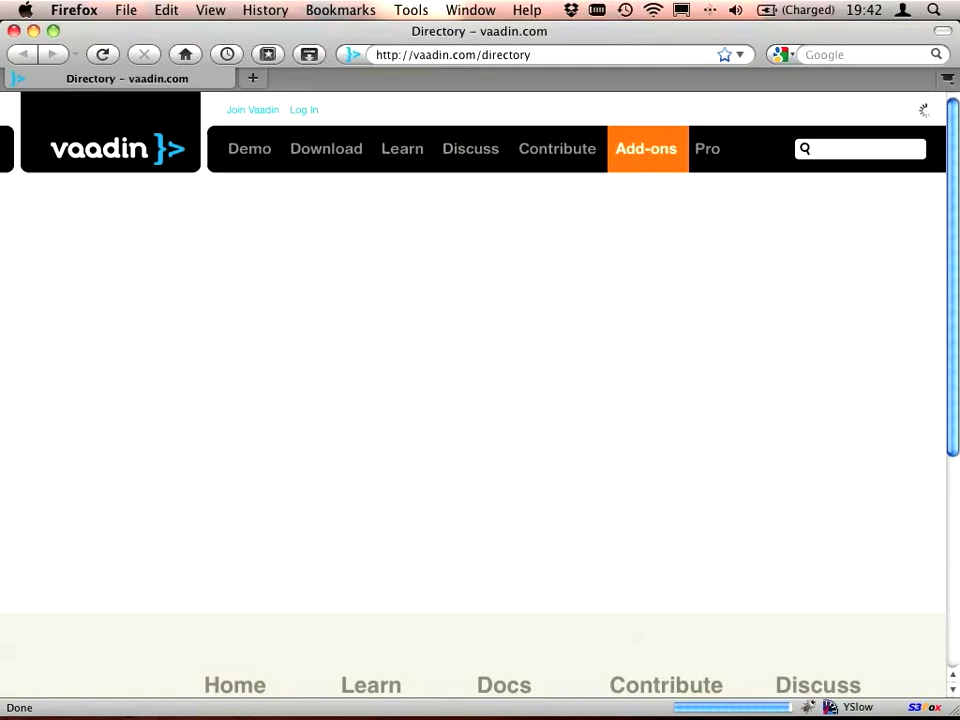 Firefox File Edit View History Bookmarks Tools Window Help (Charged) 19:42
Directory – vaadin.com
http://vaadin.com/directory Google
Directory – vaadin.com
Join Vaadin Log In
vaadin }> Demo Download Learn Discuss Contribute Add-ons Pro
Home Learn Docs Contribute Discuss
Done YSlow S3Fox